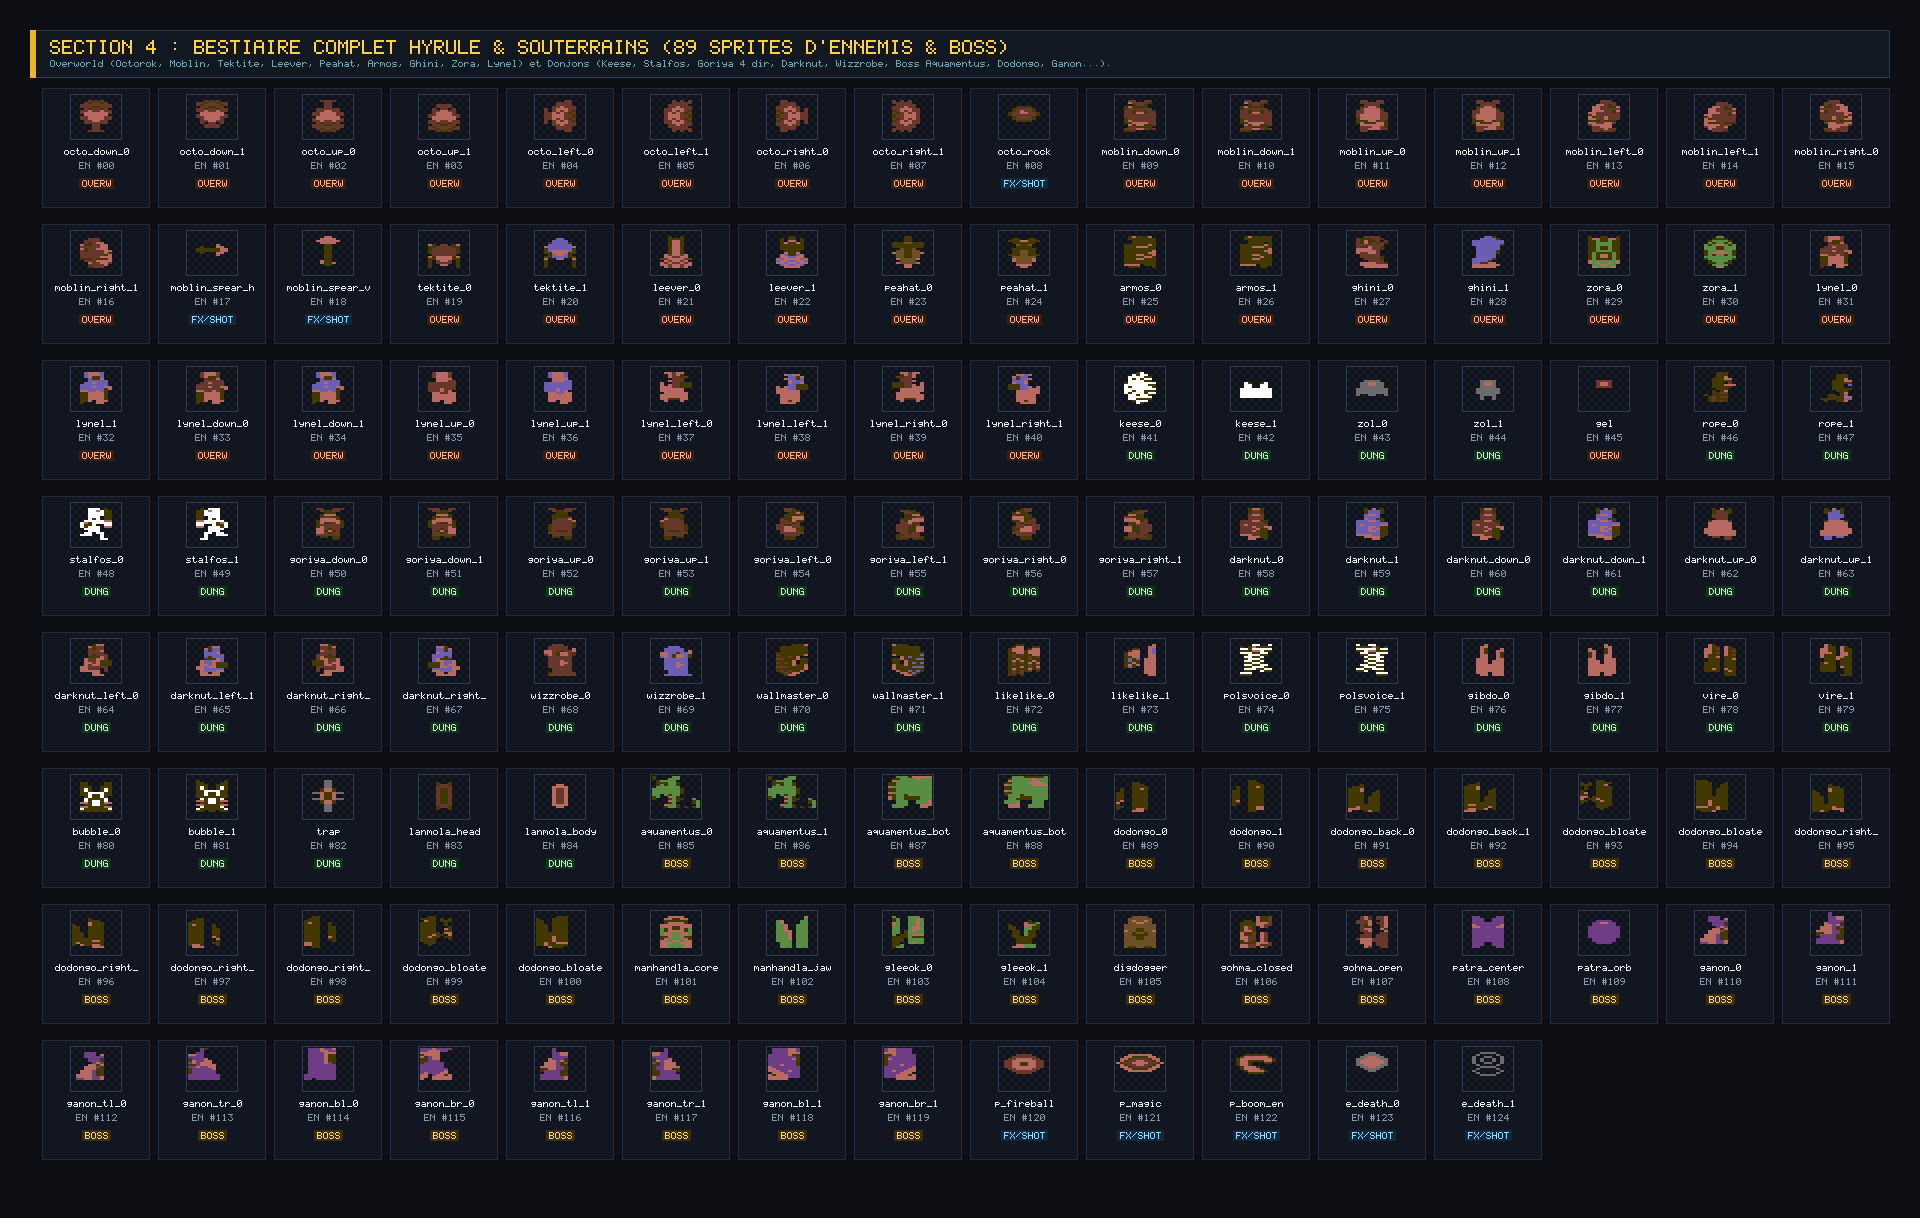 SECTION 4 : BESTIAIRE COMPLET HYRULE & SOUTERRAINS (89 SPRITES D'ENNEMIS & BOSS)
Overworld (Octorok, Moblin, Tektite, Leever, Peahat, Armos, Ghini, Zora, Lynel) et Donjons (Keese, Stalfos, Goriya 4 dir, Darknut, Wizzrobe, Boss Aquamentus, Dodongo, Ganon...).
octo_down_0 octo_down_1 octo_up_0 octo_up_1 octo_left_0 octo_left_1 octo_right_0 octo_right_1 octo_rock moblin_down_0 moblin_down_1 moblin_up_0 moblin_up_1 moblin_left_0 moblin_left_1 moblin_right_0
EN #00 EN #01 EN #02 EN #03 EN #04 EN #05 EN #06 EN #07 EN #08 EN #09 EN #10 EN #11 EN #12 EN #13 EN #14 EN #15
OVERW OVERW OVERW OVERW OVERW OVERW OVERW OVERW FX/SHOT OVERW OVERW OVERW OVERW OVERW OVERW OVERW
moblin_right_1 moblin_spear_h moblin_spear_v tektite_0 tektite_1 leever_0 leever_1 peahat_0 peahat_1 armos_0 armos_1 ghini_0 ghini_1 zora_0 zora_1 lynel_0
EN #16 EN #17 EN #18 EN #19 EN #20 EN #21 EN #22 EN #23 EN #24 EN #25 EN #26 EN #27 EN #28 EN #29 EN #30 EN #31
OVERW FX/SHOT FX/SHOT OVERW OVERW OVERW OVERW OVERW OVERW OVERW OVERW OVERW OVERW OVERW OVERW OVERW
lynel_1 lynel_down_0 lynel_down_1 lynel_up_0 lynel_up_1 lynel_left_0 lynel_left_1 lynel_right_0 lynel_right_1 keese_0 keese_1 zol_0 zol_1 gel rope_0 rope_1
EN #32 EN #33 EN #34 EN #35 EN #36 EN #37 EN #38 EN #39 EN #40 EN #41 EN #42 EN #43 EN #44 EN #45 EN #46 EN #47
OVERW OVERW OVERW OVERW OVERW OVERW OVERW OVERW OVERW DUNG DUNG DUNG DUNG OVERW DUNG DUNG
stalfos_0 stalfos_1 goriya_down_0 goriya_down_1 goriya_up_0 goriya_up_1 goriya_left_0 goriya_left_1 goriya_right_0 goriya_right_1 darknut_0 darknut_1 darknut_down_0 darknut_down_1 darknut_up_0 darknut_up_1
EN #48 EN #49 EN #50 EN #51 EN #52 EN #53 EN #54 EN #55 EN #56 EN #57 EN #58 EN #59 EN #60 EN #61 EN #62 EN #63
DUNG DUNG DUNG DUNG DUNG DUNG DUNG DUNG DUNG DUNG DUNG DUNG DUNG DUNG DUNG DUNG
darknut_left_0 darknut_left_1 darknut_right_ darknut_right_ wizzrobe_0 wizzrobe_1 wallmaster_0 wallmaster_1 likelike_0 likelike_1 polsvoice_0 polsvoice_1 gibdo_0 gibdo_1 vire_0 vire_1
EN #64 EN #65 EN #66 EN #67 EN #68 EN #69 EN #70 EN #71 EN #72 EN #73 EN #74 EN #75 EN #76 EN #77 EN #78 EN #79
DUNG DUNG DUNG DUNG DUNG DUNG DUNG DUNG DUNG DUNG DUNG DUNG DUNG DUNG DUNG DUNG
bubble_0 bubble_1 trap lanmola_head lanmola_body aquamentus_0 aquamentus_1 aquamentus_bot aquamentus_bot dodongo_0 dodongo_1 dodongo_back_0 dodongo_back_1 dodongo_bloate dodongo_bloate dodongo_right_
EN #80 EN #81 EN #82 EN #83 EN #84 EN #85 EN #86 EN #87 EN #88 EN #89 EN #90 EN #91 EN #92 EN #93 EN #94 EN #95
DUNG DUNG DUNG DUNG DUNG BOSS BOSS BOSS BOSS BOSS BOSS BOSS BOSS BOSS BOSS BOSS
dodongo_right_ dodongo_right_ dodongo_right_ dodongo_bloate dodongo_bloate manhandla_core manhandla_jaw gleeok_0 gleeok_1 digdogger gohma_closed gohma_open patra_center patra_orb ganon_0 ganon_1
EN #96 EN #97 EN #98 EN #99 EN #100 EN #101 EN #102 EN #103 EN #104 EN #105 EN #106 EN #107 EN #108 EN #109 EN #110 EN #111
BOSS BOSS BOSS BOSS BOSS BOSS BOSS BOSS BOSS BOSS BOSS BOSS BOSS BOSS BOSS BOSS
ganon_tl_0 ganon_tr_0 ganon_bl_0 ganon_br_0 ganon_tl_1 ganon_tr_1 ganon_bl_1 ganon_br_1 p_fireball p_magic p_boom_en e_death_0 e_death_1
EN #112 EN #113 EN #114 EN #115 EN #116 EN #117 EN #118 EN #119 EN #120 EN #121 EN #122 EN #123 EN #124
BOSS BOSS BOSS BOSS BOSS BOSS BOSS BOSS FX/SHOT FX/SHOT FX/SHOT FX/SHOT FX/SHOT